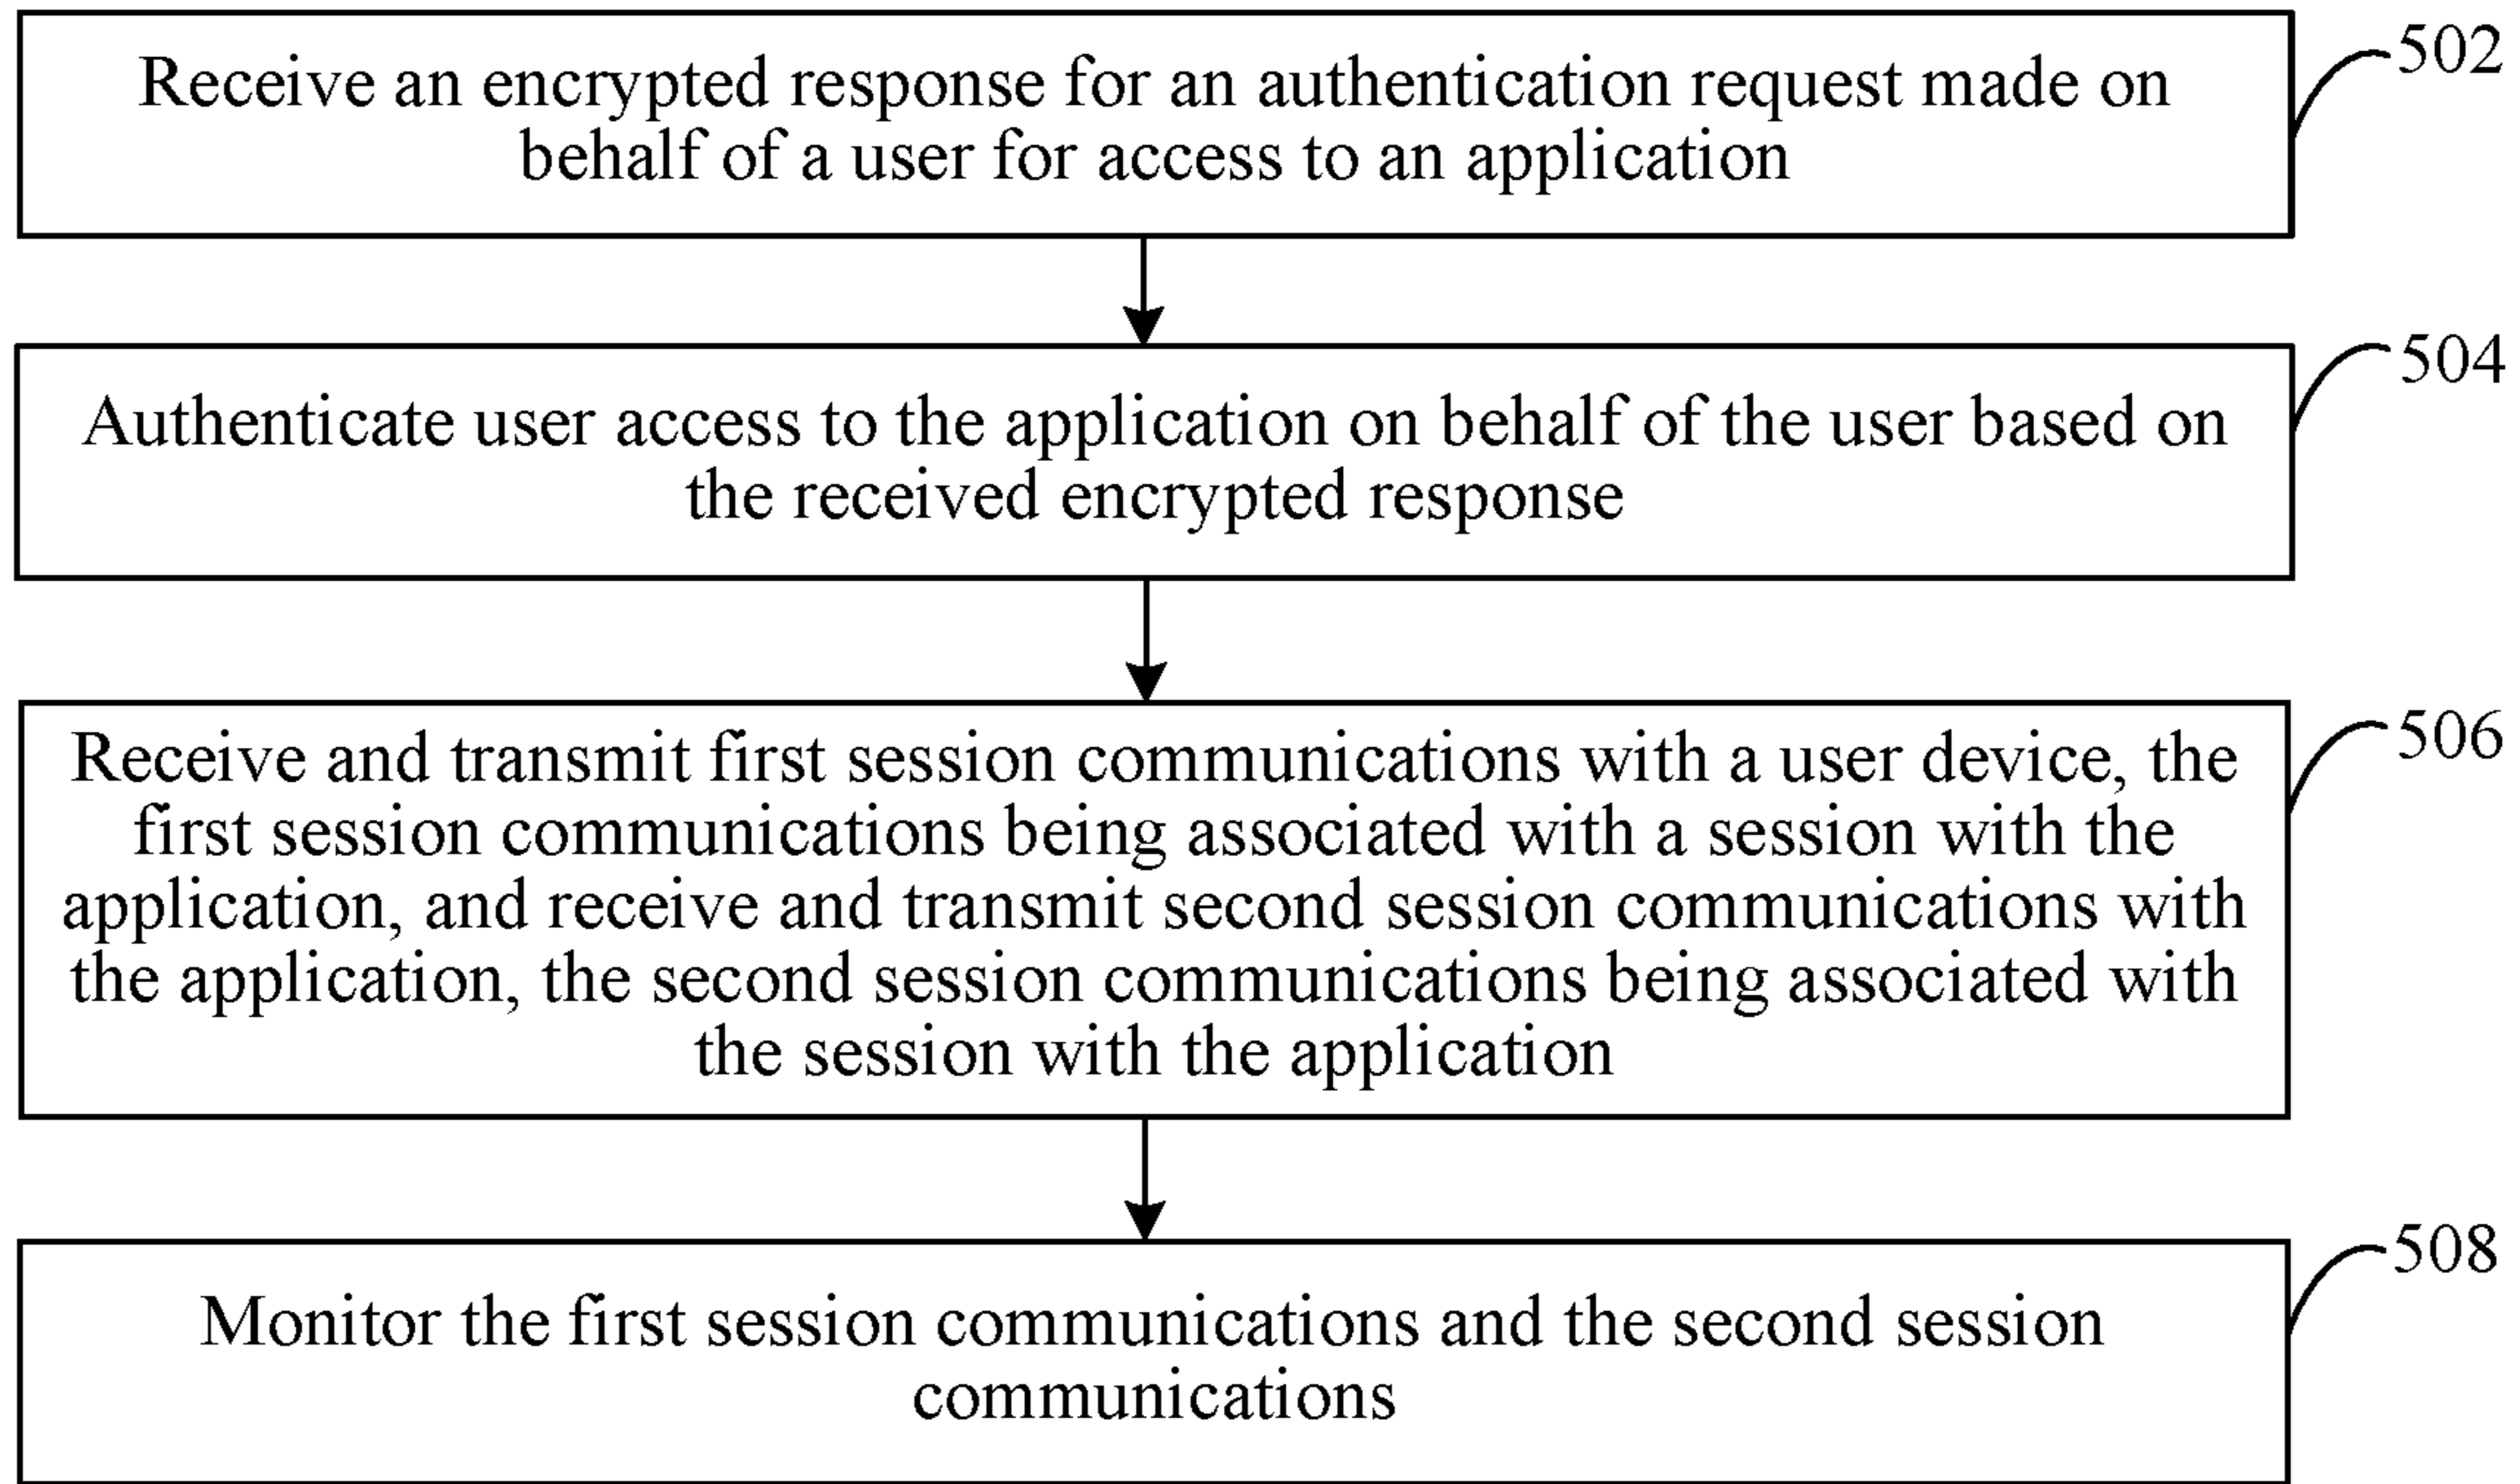 Receive an encrypted response for an authentication request made on
behalf of a user for access to an application
502
Authenticate user access to the application on behalf of the user based on
the received encrypted response
504
Receive and transmit first session communications with a user device, the
first session communications being associated with a session with the
application, and receive and transmit second session communications with
the application, the second session communications being associated with
the session with the application
506
Monitor the first session communications and the second session
communications
508